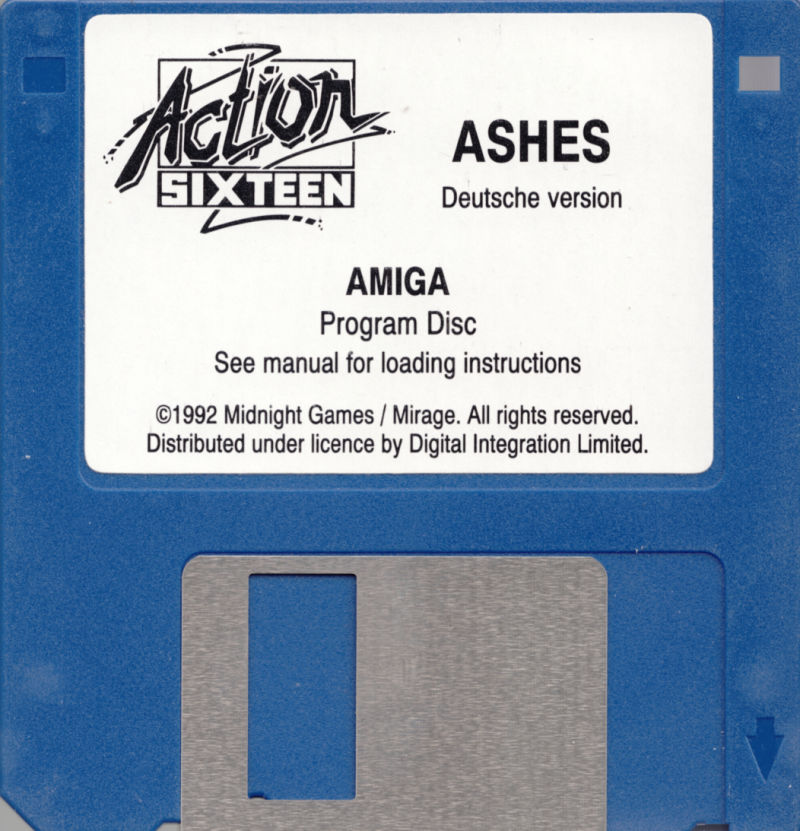 Action
SIXTEEN
ASHES
Deutsche version
AMIGA
Program Disc
See manual for loading instructions
©1992 Midnight Games / Mirage. All rights reserved.
Distributed under licence by Digital Integration Limited.